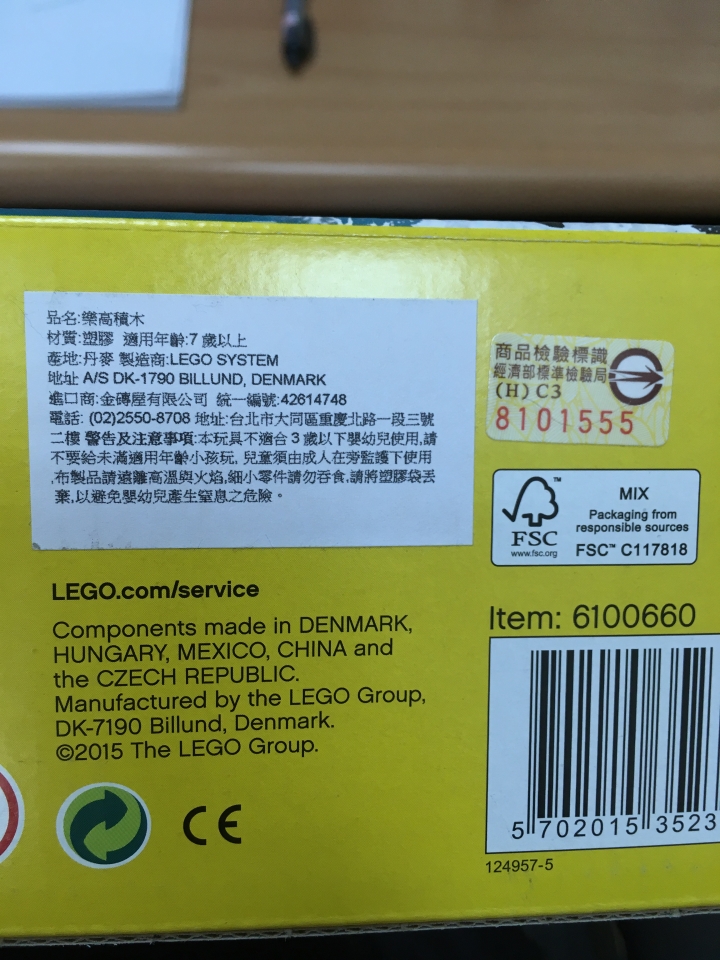 品名:樂高積木
材質:塑膠 適用年齡:7 歲以上
產地:丹麥 製造商:LEGO SYSTEM
地址 A/S DK-1790 BILLUND, DENMARK
進口商:金磚屋有限公司 統一編號:42614748
電話: (02)2550-8708 地址:台北市大同區重慶北路一段三號
二樓 警告及注意事項:本玩具不適合 3 歲以下嬰幼兒使用,請
不要給未滿適用年齡小孩玩, 兒童須由成人在旁監護下使用
,布製品請遠離高溫與火焰,細小零件請勿吞食,請將塑膠袋丟
棄,以避免嬰幼兒產生窒息之危險。
商品檢驗標識
經濟部標準檢驗局
(H) C3
8101555
FSC™
www.fsc.org
MIX
Packaging from
responsible sources
FSC™ C117818
LEGO.com/service
Components made in DENMARK,
HUNGARY, MEXICO, CHINA and
the CZECH REPUBLIC.
Manufactured by the LEGO Group,
DK-7190 Billund, Denmark.
©2015 The LEGO Group.
CE
Item: 6100660
5 702015 3523
124957-5